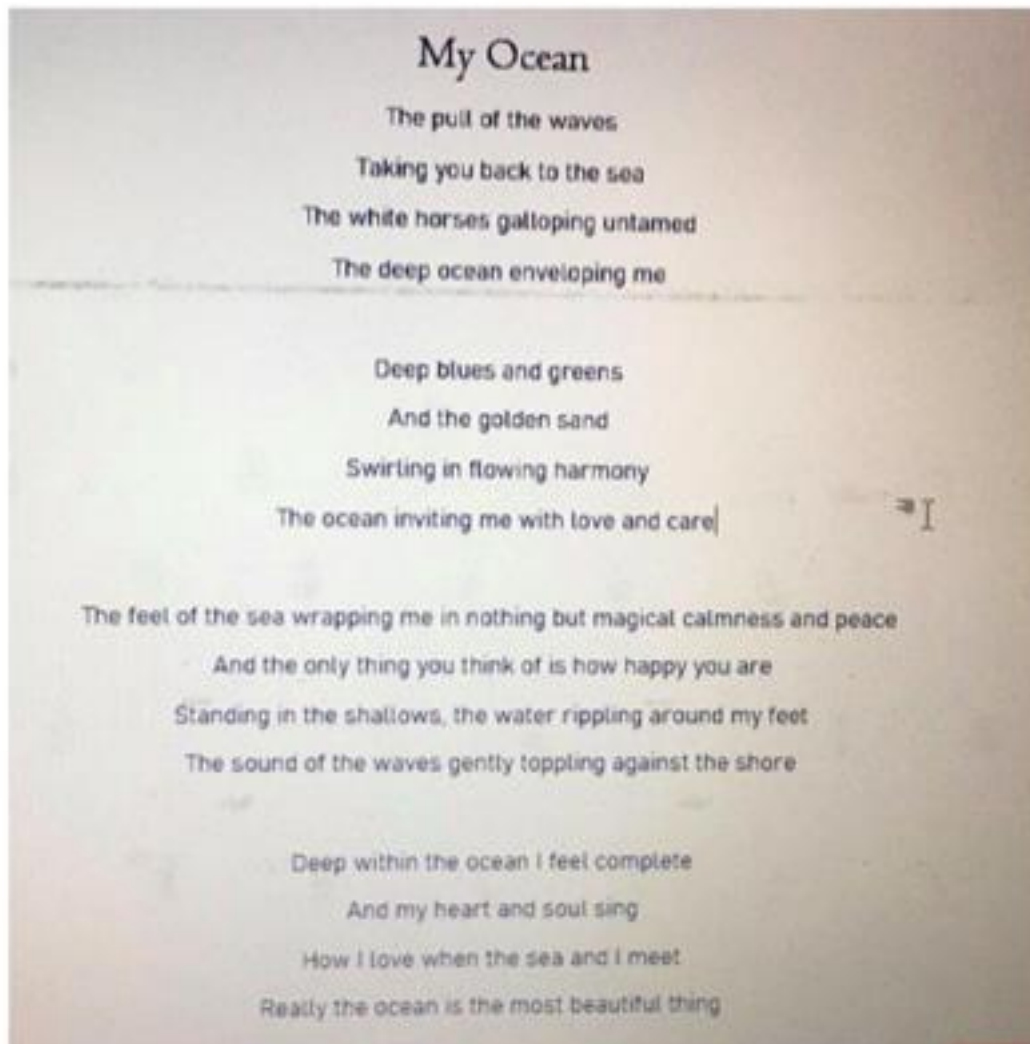 My Ocean
The pull of the waves
Taking you back to the sea
The white horses galloping untamed
The deep ocean enveloping me
Deep blues and greens
And the golden sand
Swirling in flowing harmony
The ocean inviting me with love and care
The feel of the sea wrapping me in nothing but magical calmness and peace
And the only thing you think of is how happy you are
Standing in the shallows, the water rippling around my feet
The sound of the waves gently toppling against the shore
Deep within the ocean I feel complete
And my heart and soul sing
How I love when the sea and I meet
Really the ocean is the most beautiful thing